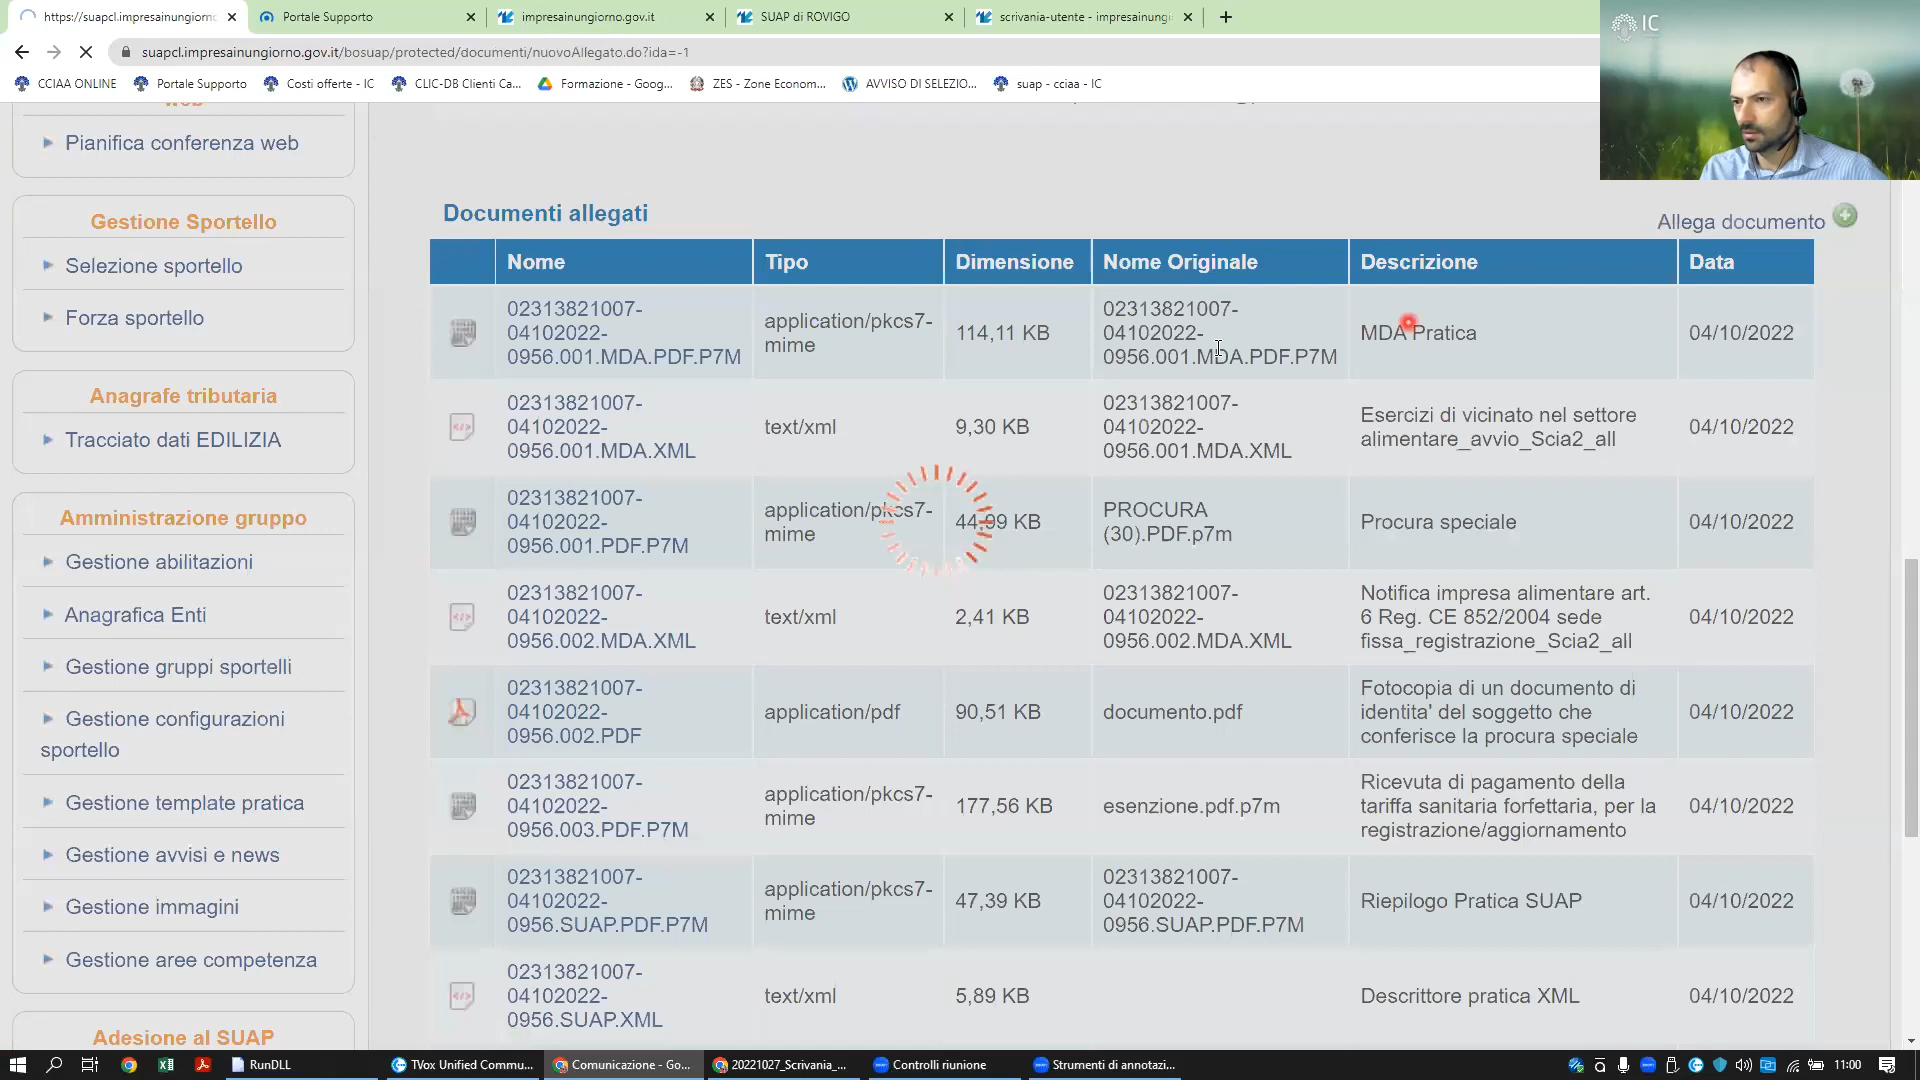 https://suapcl.impresainungiorno
Portale Supporto
impresainungiorno.gov.it
SUAP di ROVIGO
scrivania-utente - impresainungi
suapcl.impresainungiorno.gov.it/bosuap/protected/documenti/nuovoAllegato.do?ida=-1
CCIAA ONLINE
Portale Supporto
Costi offerte - IC
CLIC-DB Clienti Ca...
Formazione - Goog...
ZES - Zone Econom...
AVVISO DI SELEZIO...
suap - cciaa - IC
IC
web
Pianifica conferenza web
Gestione Sportello
Selezione sportello
Forza sportello
Anagrafe tributaria
Tracciato dati EDILIZIA
Amministrazione gruppo
Gestione abilitazioni
Anagrafica Enti
Gestione gruppi sportelli
Gestione configurazioni
sportello
Gestione template pratica
Gestione avvisi e news
Gestione immagini
Gestione aree competenza
Adesione al SUAP
Documenti allegati
Allega documento
Nome Tipo Dimensione Nome Originale Descrizione Data
02313821007-
04102022-
0956.001.MDA.PDF.P7M
application/pkcs7-
mime
114,11 KB
02313821007-
04102022-
0956.001.MDA.PDF.P7M
MDA Pratica
04/10/2022
02313821007-
04102022-
0956.001.MDA.XML
text/xml
9,30 KB
02313821007-
04102022-
0956.001.MDA.XML
Esercizi di vicinato nel settore
alimentare_avvio_Scia2_all
04/10/2022
02313821007-
04102022-
0956.001.PDF.P7M
application/pkcs7-
mime
44,99 KB
PROCURA
(30).PDF.p7m
Procura speciale
04/10/2022
02313821007-
04102022-
0956.002.MDA.XML
text/xml
2,41 KB
02313821007-
04102022-
0956.002.MDA.XML
Notifica impresa alimentare art.
6 Reg. CE 852/2004 sede
fissa_registrazione_Scia2_all
04/10/2022
02313821007-
04102022-
0956.002.PDF
application/pdf
90,51 KB
documento.pdf
Fotocopia di un documento di
identita' del soggetto che
conferisce la procura speciale
04/10/2022
02313821007-
04102022-
0956.003.PDF.P7M
application/pkcs7-
mime
177,56 KB
esenzione.pdf.p7m
Ricevuta di pagamento della
tariffa sanitaria forfettaria, per la
registrazione/aggiornamento
04/10/2022
02313821007-
04102022-
0956.SUAP.PDF.P7M
application/pkcs7-
mime
47,39 KB
02313821007-
04102022-
0956.SUAP.PDF.P7M
Riepilogo Pratica SUAP
04/10/2022
02313821007-
04102022-
0956.SUAP.XML
text/xml
5,89 KB
Descrittore pratica XML
04/10/2022
RunDLL
TVox Unified Commu...
Comunicazione - Go...
20221027_Scrivania_...
Controlli riunione
Strumenti di annotazi...
11:00